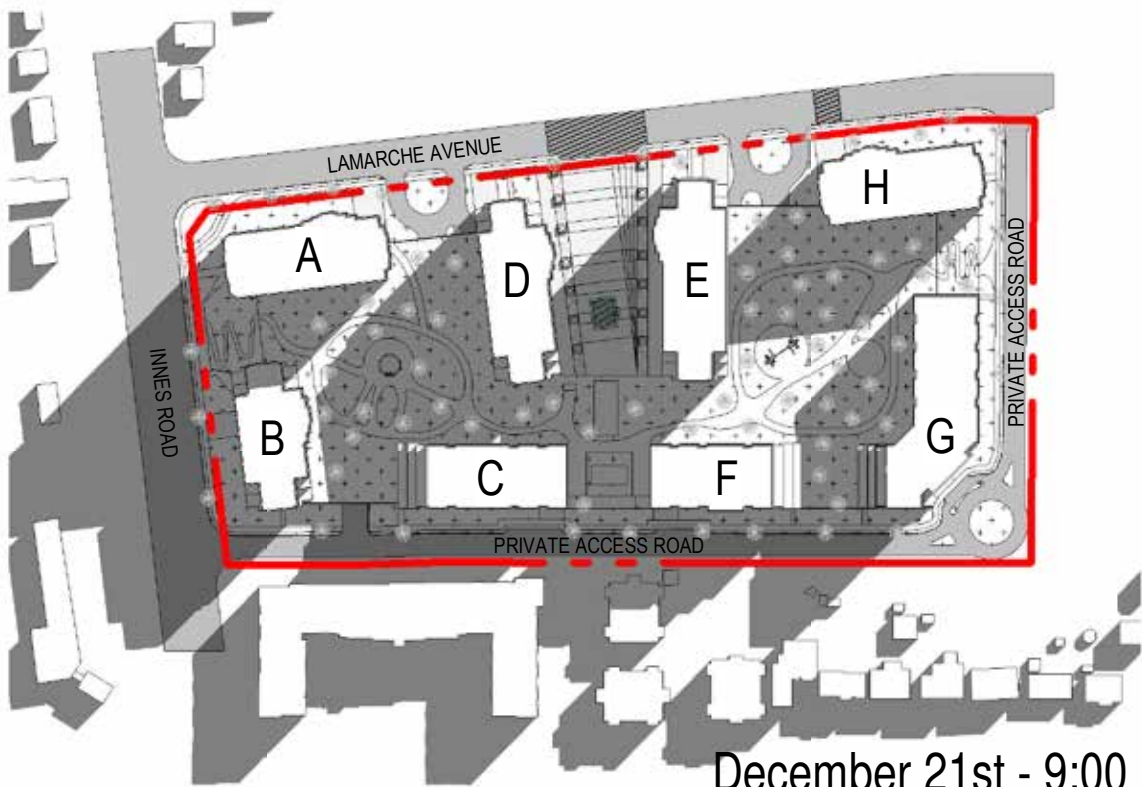 LAMARCHE AVENUE
H
A
D
E
PRIVATE ACCESS ROAD
INNES ROAD
B
C
F
G
PRIVATE ACCESS ROAD
December 21st - 9:00